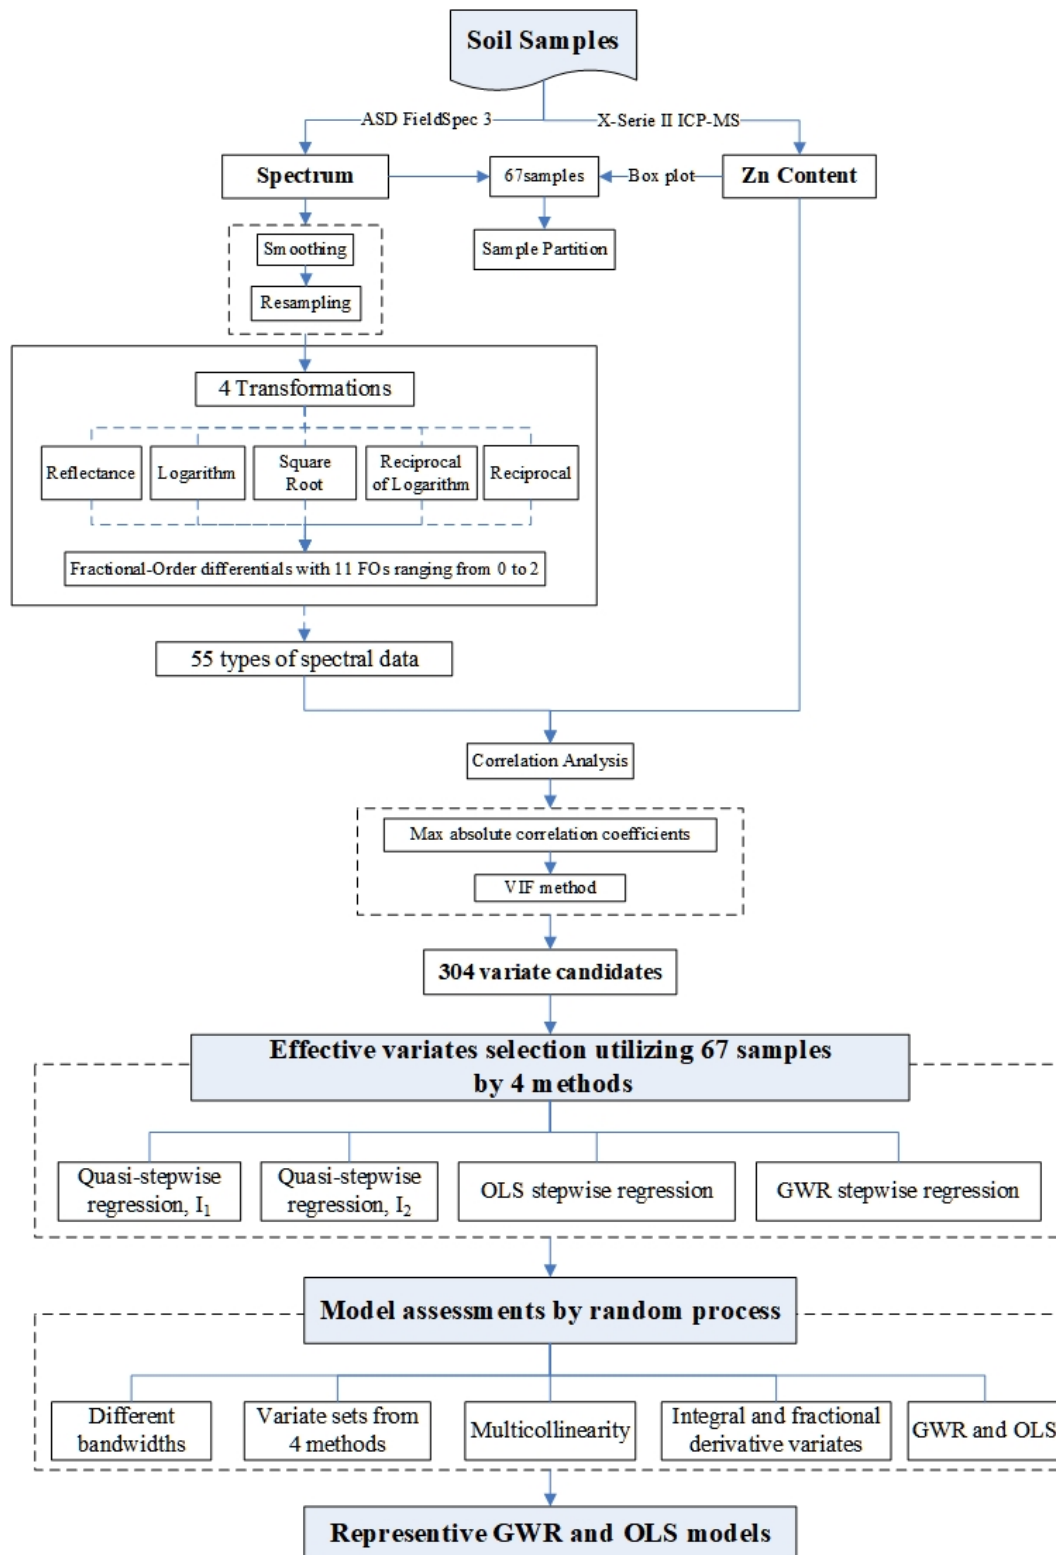 Soil Samples
ASD FieldSpec 3
X-Serie II ICP-MS
Spectrum
67samples
Box plot
Zn Content
Smoothing
Sample Partition
Resampling
4 Transformations
Reflectance
Logarithm
Square
Root
Reciprocal
of Logarithm
Reciprocal
Fractional-Order differentials with 11 FOs ranging from 0 to 2
55 types of spectral data
Correlation Analysis
Max absolute correlation coefficients
VIF method
304 variate candidates
Effective variates selection utilizing 67 samples
by 4 methods
Quasi-stepwise
regression, I₁
Quasi-stepwise
regression, I₂
OLS stepwise regression
GWR stepwise regression
Model assessments by random process
Different
bandwidths
Variate sets from
4 methods
Multicollinearity
Integral and fractional
derivative variates
GWR and OLS
Representive GWR and OLS models